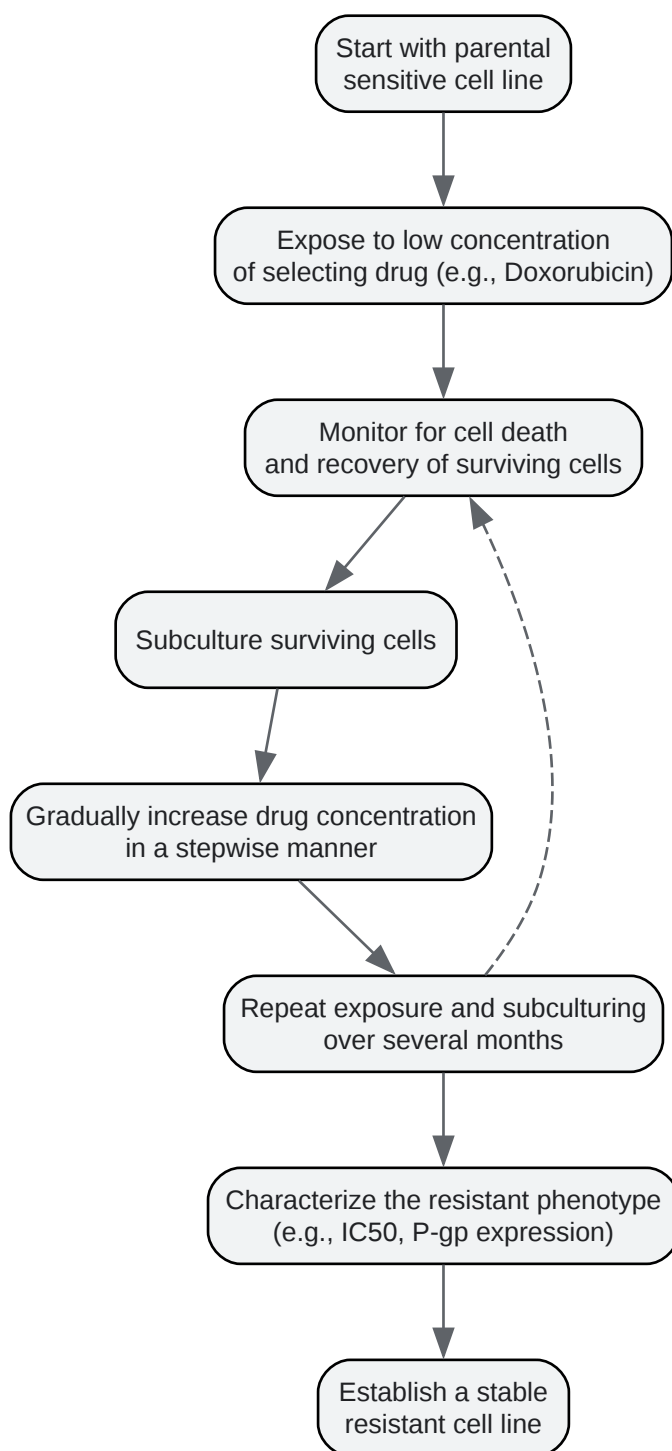 Start with parental
sensitive cell line
Expose to low concentration
of selecting drug (e.g., Doxorubicin)
Monitor for cell death
and recovery of surviving cells
Subculture surviving cells
Gradually increase drug concentration
in a stepwise manner
Repeat exposure and subculturing
over several months
Characterize the resistant phenotype
(e.g., IC50, P-gp expression)
Establish a stable
resistant cell line